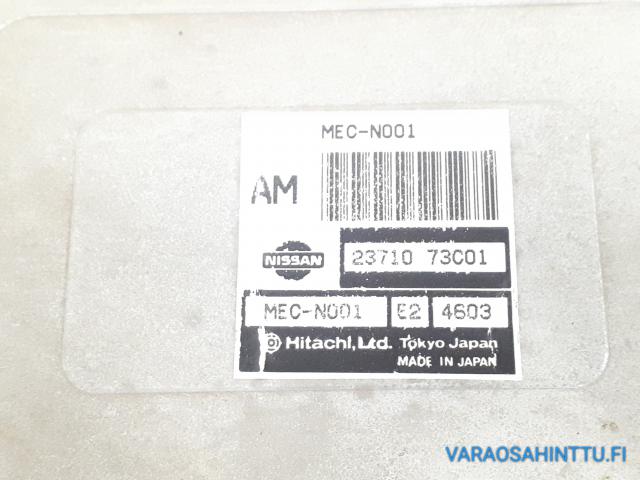 MEC-N001
AM
NISSAN 23710 73C01
MEC-N001 E2 4603
Hitachi, Ltd. Tokyo Japan
MADE IN JAPAN
VARAOSAHINTTU.FI